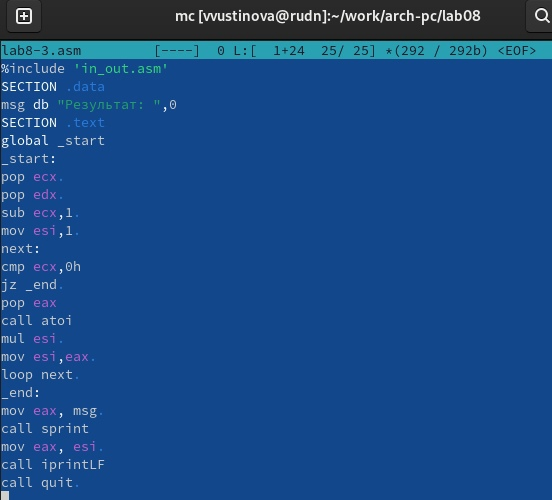 mc [vvustinova@rudn]:~/work/arch-pc/lab08
lab8-3.asm [----] 0 L:[ 1+24 25/ 25] *(292 / 292b) <EOF>
%include 'in_out.asm'
SECTION .data
msg db "Результат: ",0
SECTION .text
global _start
_start:
pop ecx.
pop edx.
sub ecx,1.
mov esi,1.
next:
cmp ecx,0h
jz _end.
pop eax
call atoi
mul esi.
mov esi,eax.
loop next.
_end:
mov eax, msg.
call sprint
mov eax, esi.
call iprintLF
call quit.